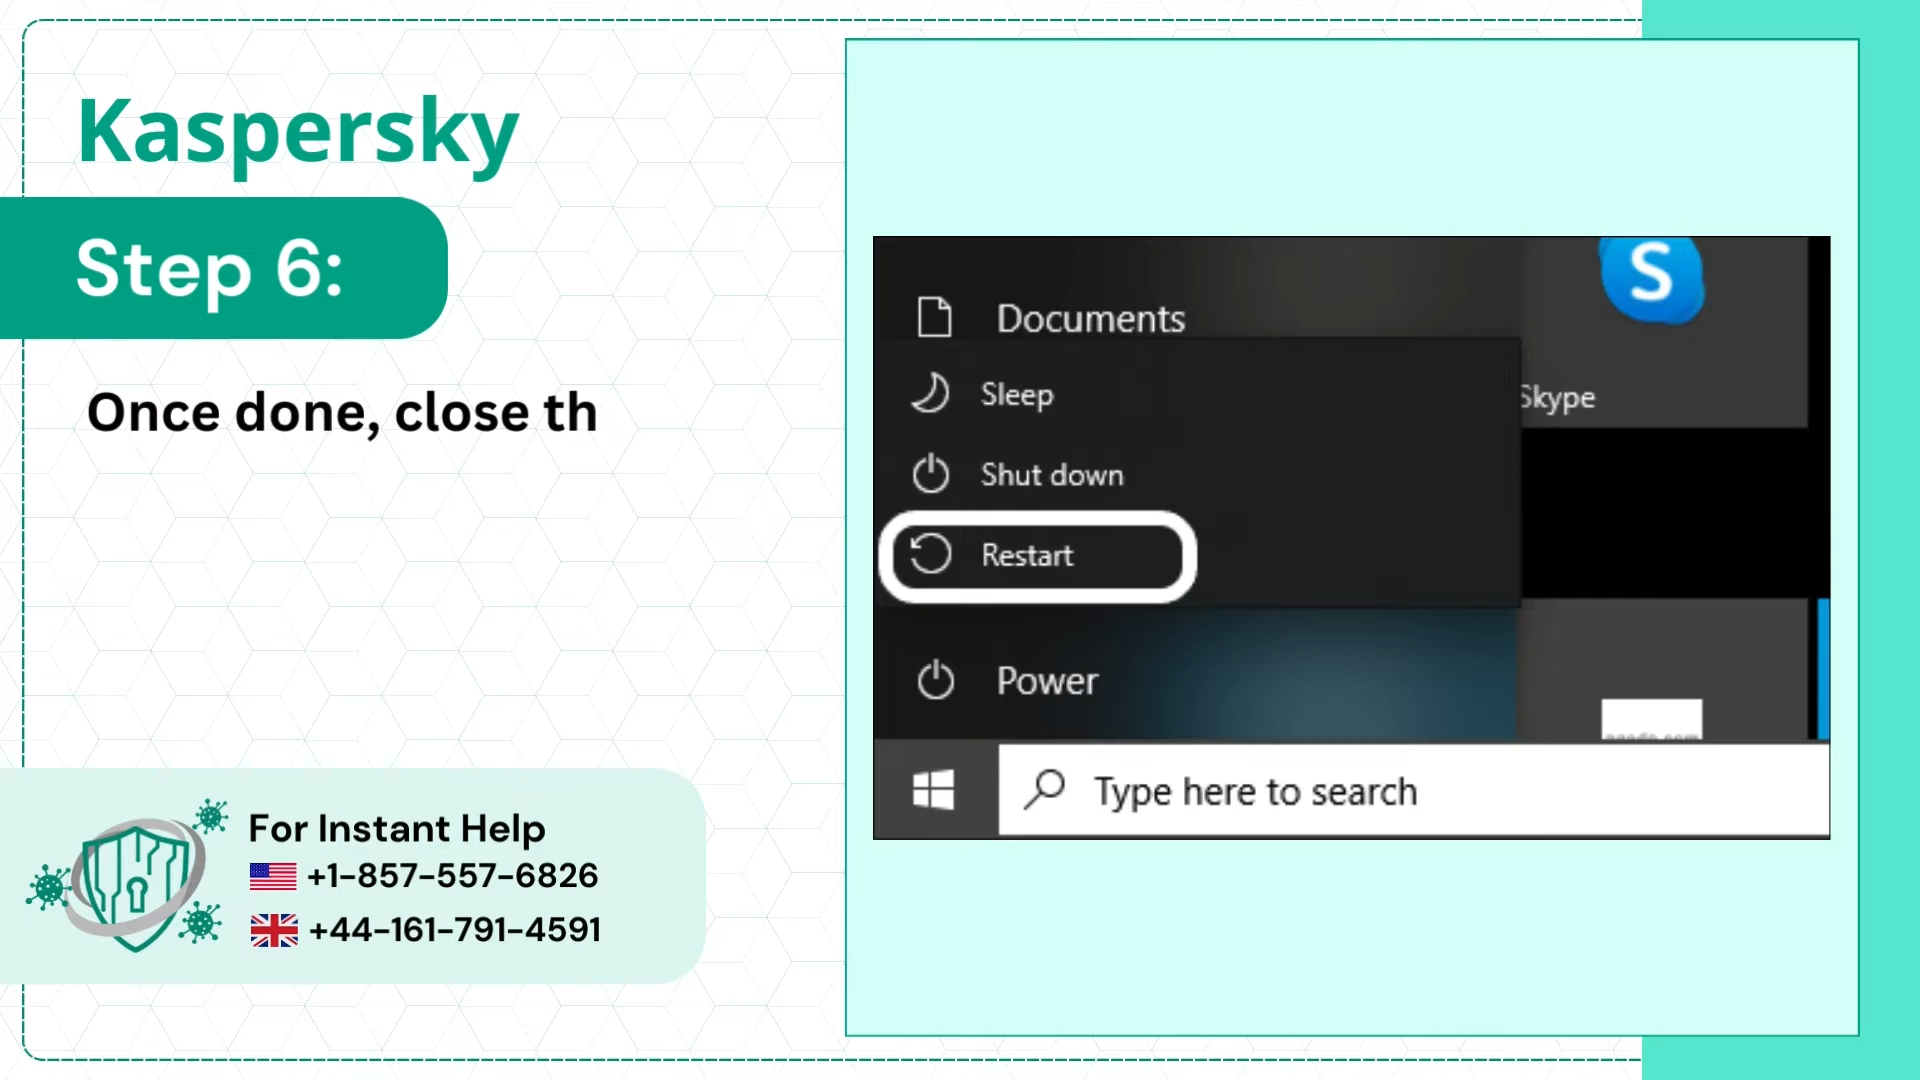 Kaspersky
Step 6:
Once done, close th
For Instant Help
+1-857-557-6826
+44-161-791-4591
S
Documents
Sleep
Skype
Shut down
Restart
Power
Type here to search